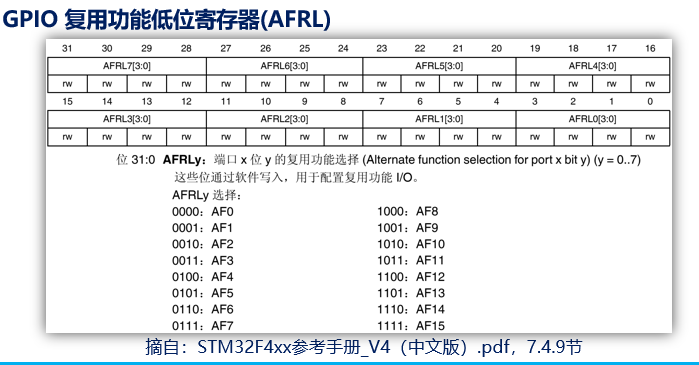 GPIO 复用功能低位寄存器(AFRL)
31 30 29 28 27 26 25 24 23 22 21 20 19 18 17 16
AFRL7[3:0] AFRL6[3:0] AFRL5[3:0] AFRL4[3:0]
rw rw rw rw rw rw rw rw rw rw rw rw rw rw rw rw
15 14 13 12 11 10 9 8 7 6 5 4 3 2 1 0
AFRL3[3:0] AFRL2[3:0] AFRL1[3:0] AFRL0[3:0]
rw rw rw rw rw rw rw rw rw rw rw rw rw rw rw rw
位 31:0 AFRLy：端口 x 位 y 的复用功能选择 (Alternate function selection for port x bit y) (y = 0..7)
这些位通过软件写入，用于配置复用功能 I/O。
AFRLy 选择：
0000：AF0 1000：AF8
0001：AF1 1001：AF9
0010：AF2 1010：AF10
0011：AF3 1011：AF11
0100：AF4 1100：AF12
0101：AF5 1101：AF13
0110：AF6 1110：AF14
0111：AF7 1111：AF15
摘自：STM32F4xx参考手册_V4（中文版）.pdf，7.4.9节